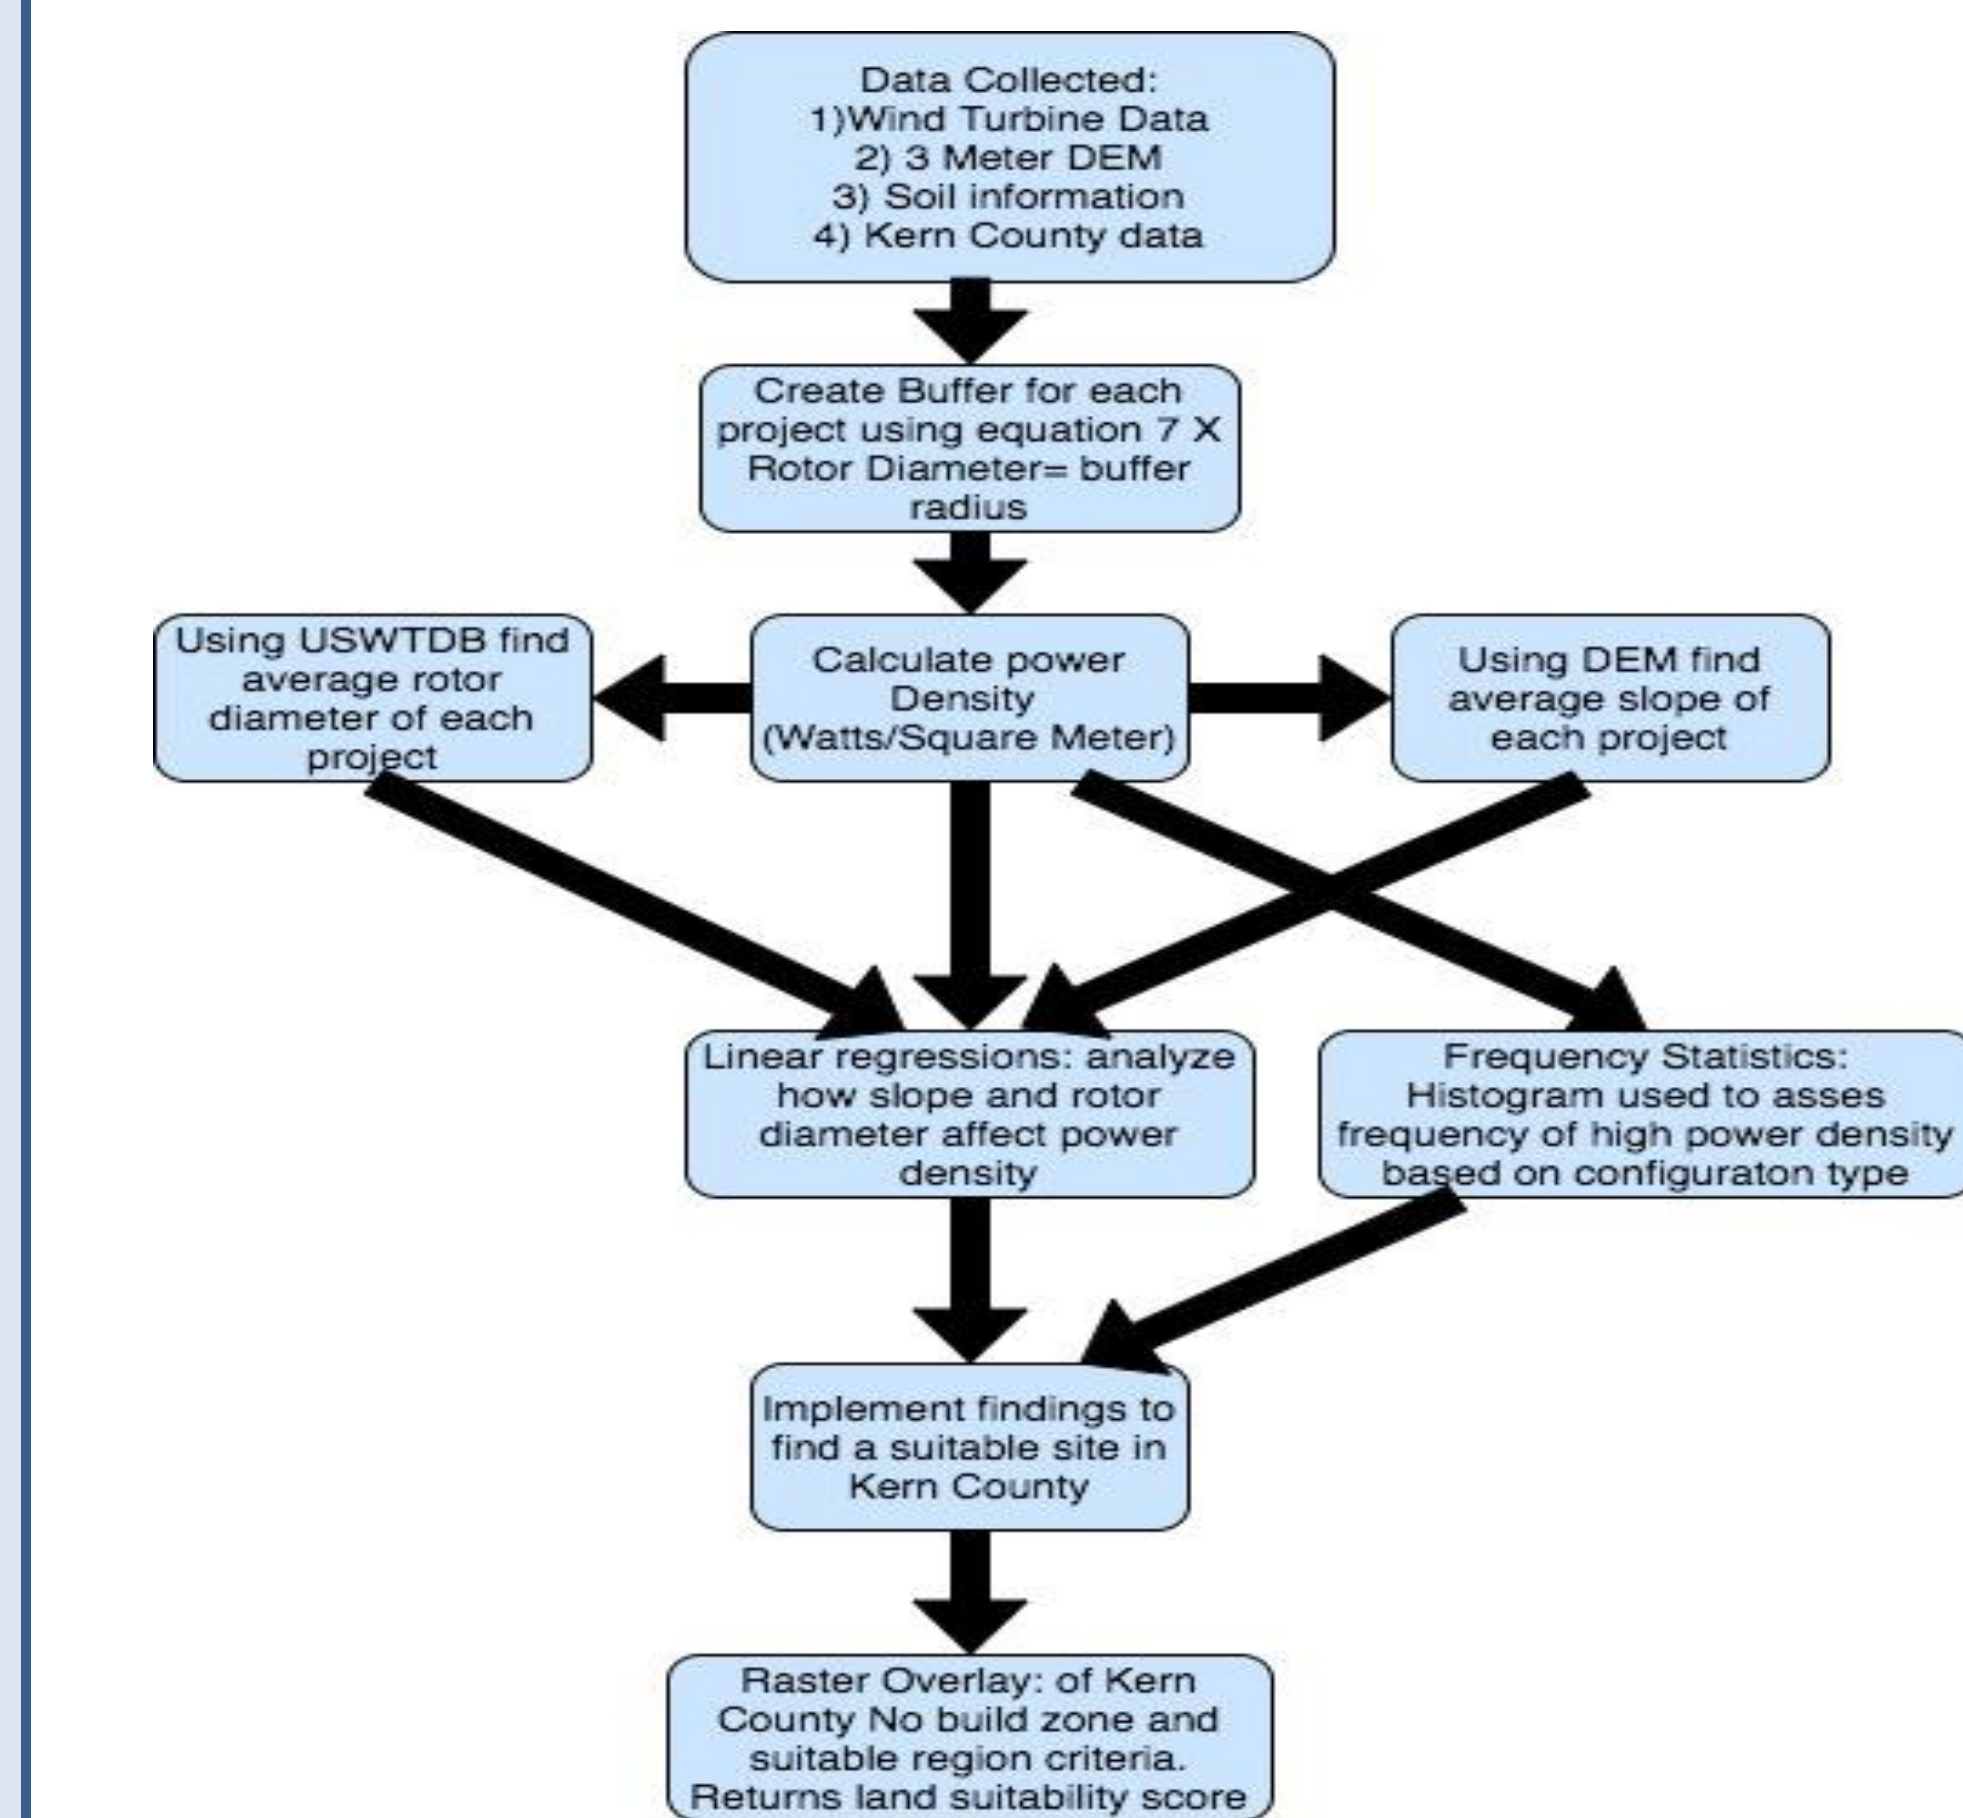 Data Collected:
1)Wind Turbine Data
2) 3 Meter DEM
3) Soil information
4) Kern County data
Create Buffer for each
project using equation 7 X
Rotor Diameter= buffer
radius
Using USWTDB find
average rotor
diameter of each
project
Calculate power
Density
(Watts/Square Meter)
Using DEM find
average slope of
each project
Linear regressions: analyze
how slope and rotor
diameter affect power
density
Frequency Statistics:
Histogram used to asses
frequency of high power density
based on configuraton type
Implement findings to
find a suitable site in
Kern County
Raster Overlay: of Kern
County No build zone and
suitable region criteria.
Returns land suitability score